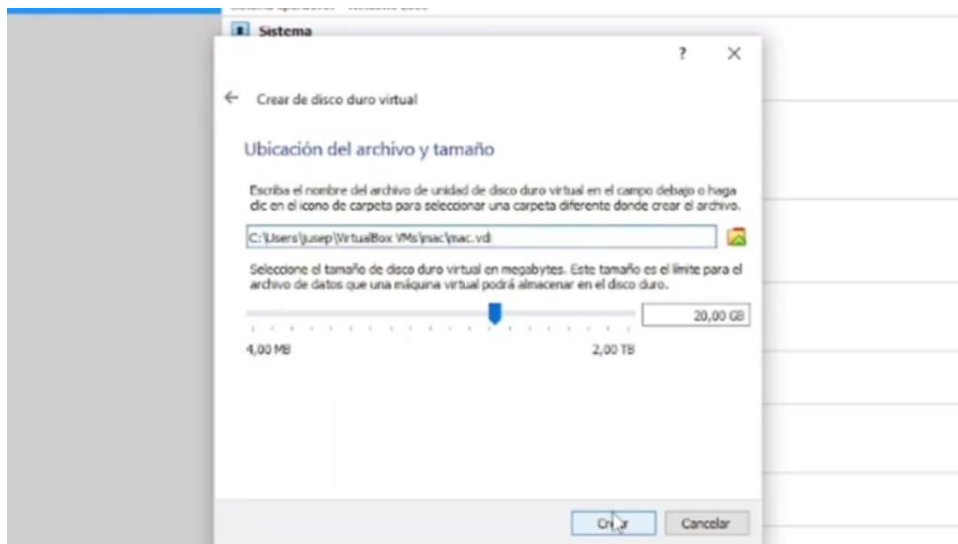 Sistema
?
Crear de disco duro virtual
Ubicación del archivo y tamaño
Escriba el nombre del archivo de unidad de disco duro virtual en el campo debajo o haga
clic en el icono de carpeta para seleccionar una carpeta diferente donde crear el archivo.
C:\Users\jusep\VirtualBox VMs\mac\mac.vdi
Seleccione el tamaño de disco duro virtual en megabytes. Este tamaño es el límite para el
archivo de datos que una máquina virtual podrá almacenar en el disco duro.
20,00 GB
4,00 MB 2,00 TB
Crear Cancelar